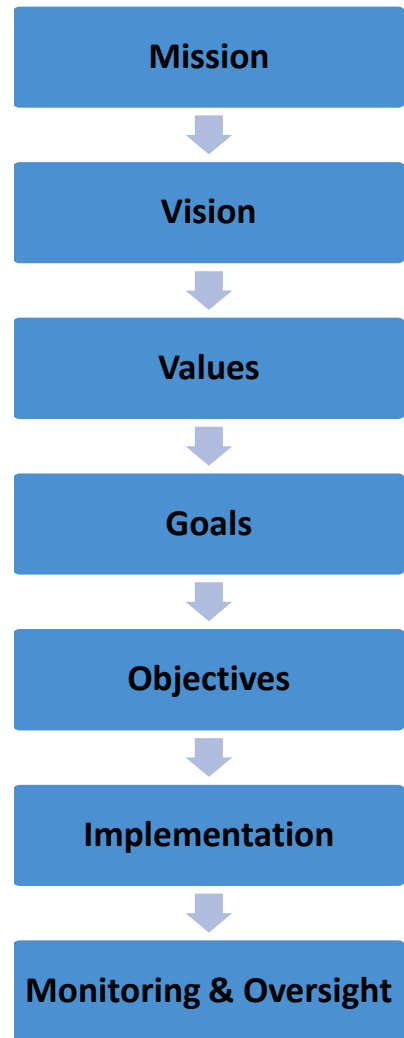 Mission
Vision
Values
Goals
Objectives
Implementation
Monitoring & Oversight